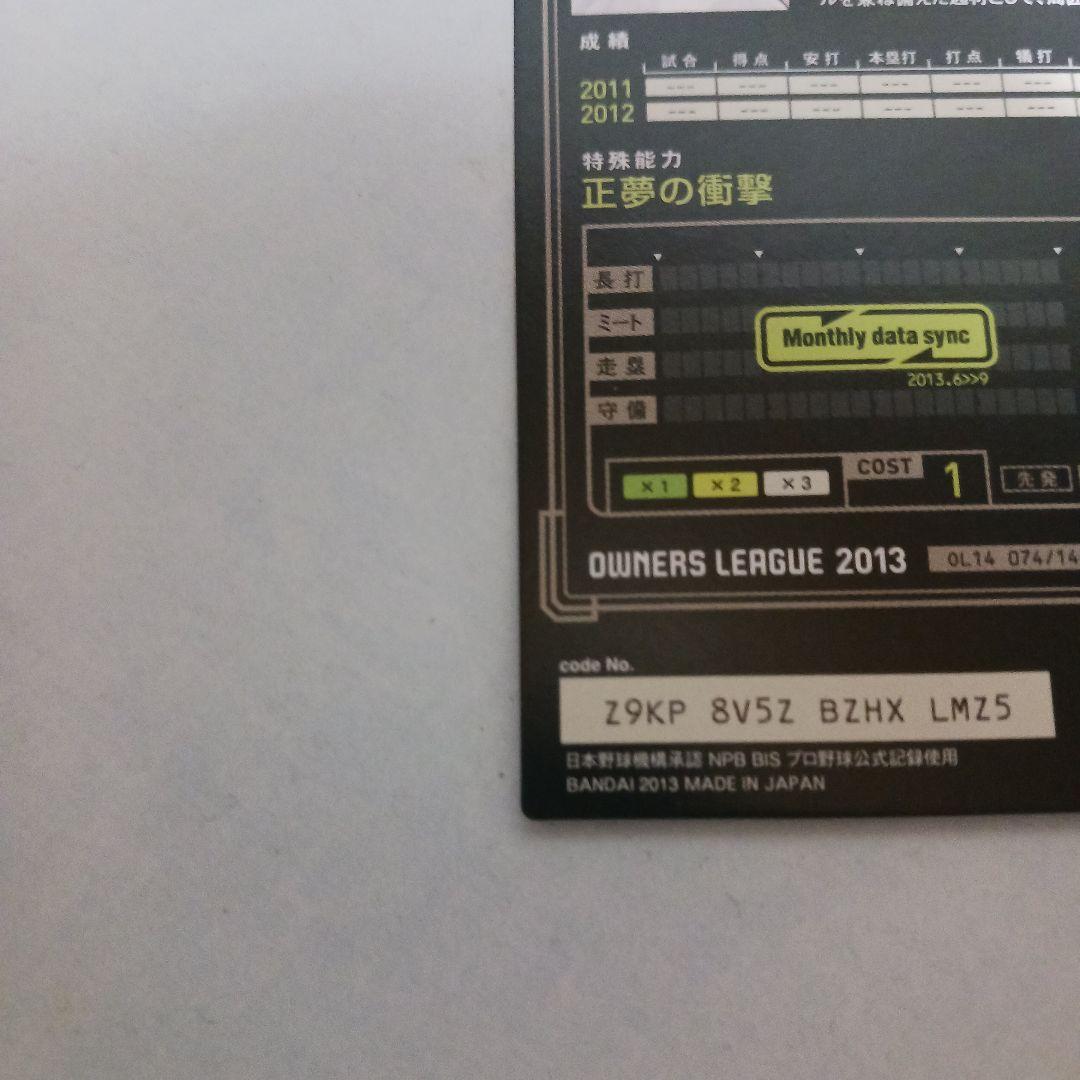 成績
試合 得点 安打 本塁打 打点 犠打
2011 --- --- --- --- --- ---
2012 --- --- --- --- --- ---
特殊能力
正夢の衝撃
長打
ミート
走塁
守備
Monthly data sync
2013.6>>9
×1 ×2 ×3 COST 1 先発
OWNERS LEAGUE 2013 OL14 074/14
code No.
Z9KP 8V5Z BZHX LMZ5
日本野球機構承認 NPB BIS プロ野球公式記録使用
BANDAI 2013 MADE IN JAPAN